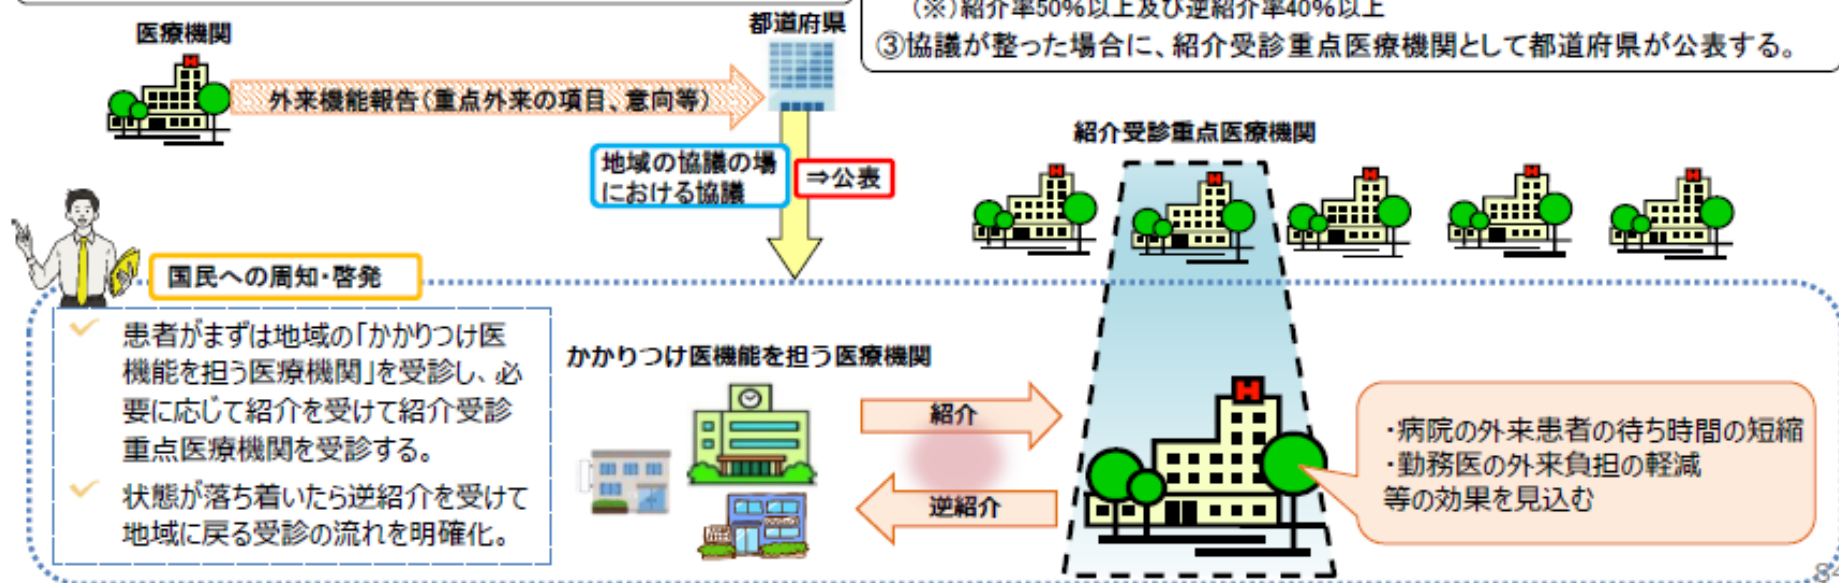 (※)紹介率50%以上及び逆紹介率40%以上
③協議が整った場合に、紹介受診重点医療機関として都道府県が公表する。
医療機関
都道府県
外来機能報告(重点外来の項目、意向等)
地域の協議の場
における協議
⇒公表
紹介受診重点医療機関
H
H
H
H
H
H
国民への周知・啓発
患者がまずは地域の「かかりつけ医
機能を担う医療機関」を受診し、必
要に応じて紹介を受けて紹介受診
重点医療機関を受診する。
状態が落ち着いたら逆紹介を受けて
地域に戻る受診の流れを明確化。
かかりつけ医機能を担う医療機関
紹介
逆紹介
H
・病院の外来患者の待ち時間の短縮
・勤務医の外来負担の軽減
等の効果を見込む